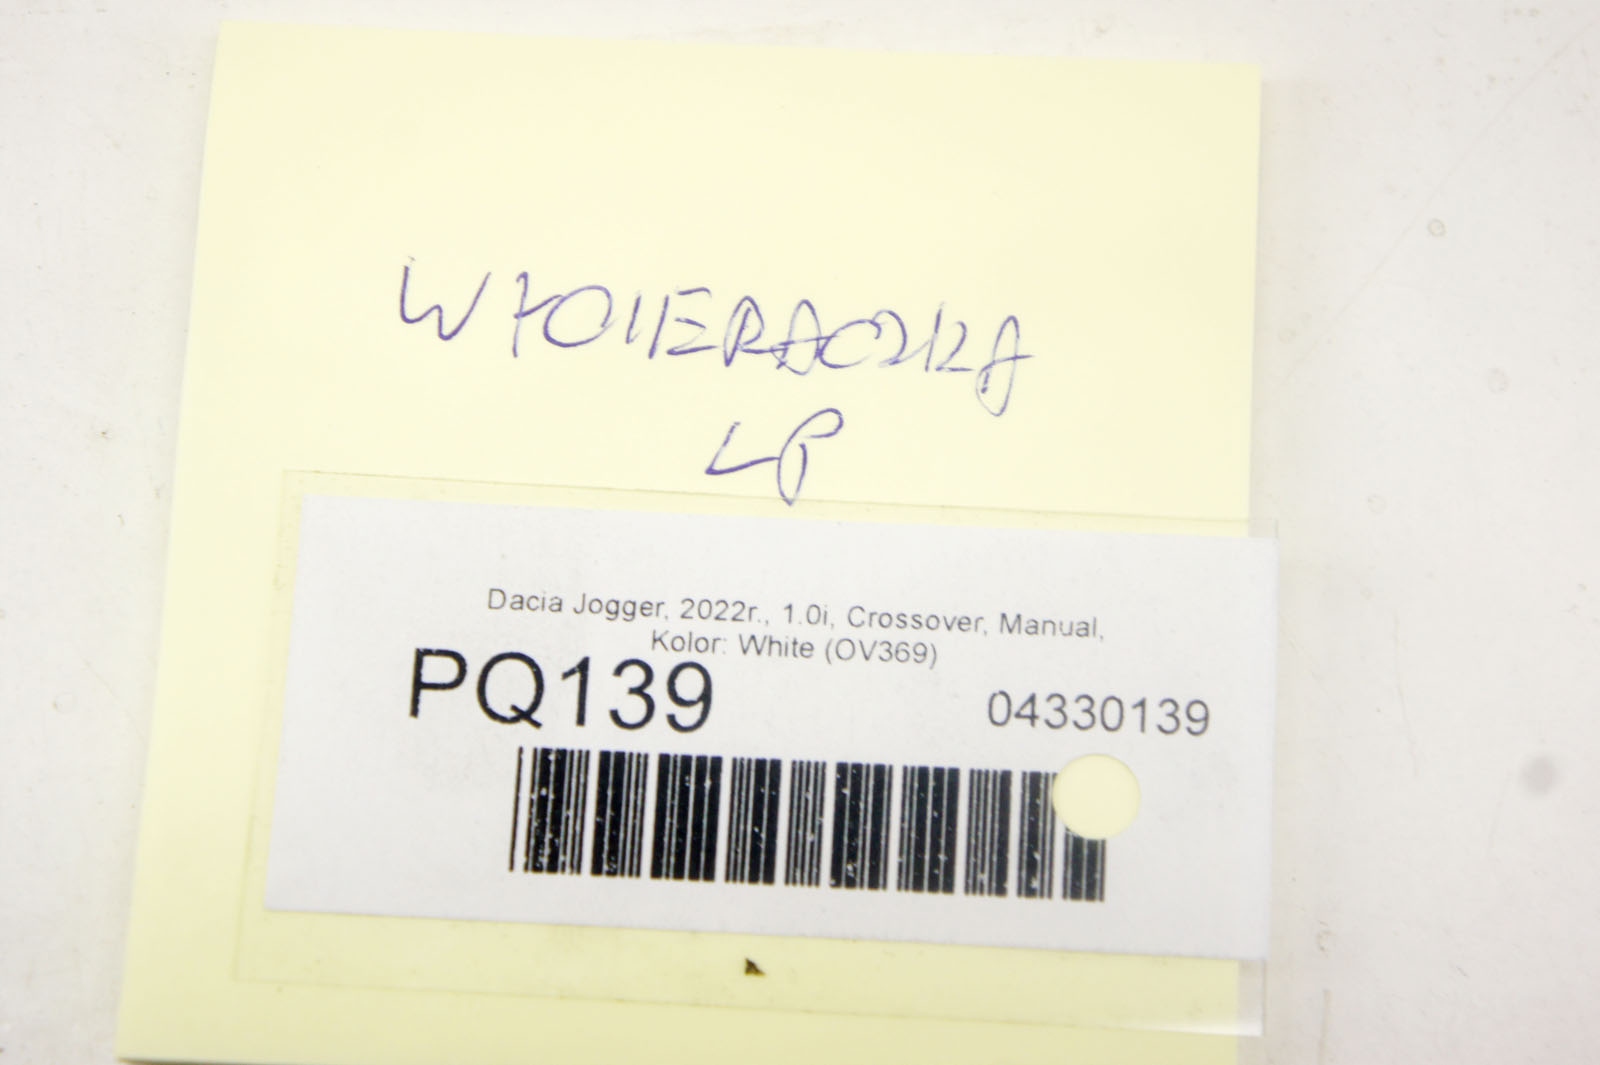 WYCIERACZKA
LP
Dacia Jogger, 2022r., 1.0i, Crossover, Manual,
Kolor: White (OV369)
PQ139
04330139